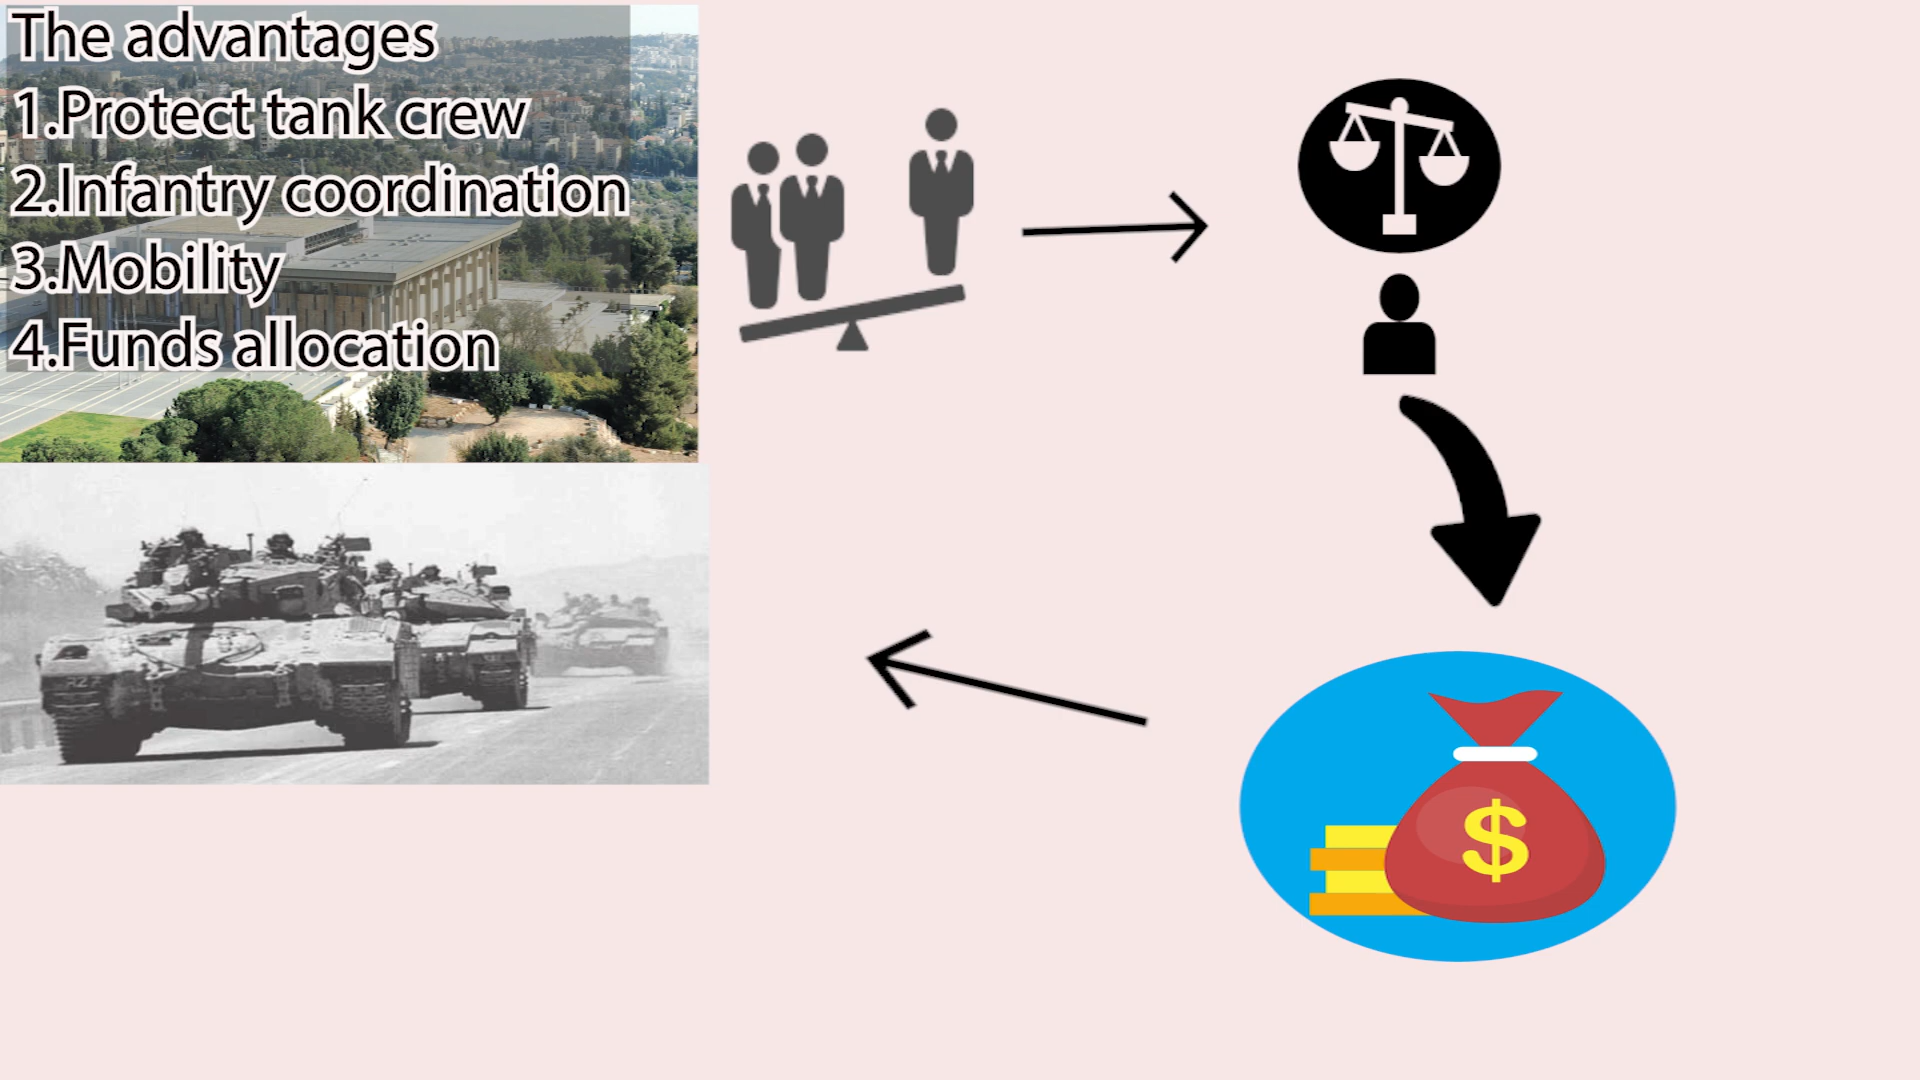 The advantages
1.Protect tank crew
2.Infantry coordination
3.Mobility
4.Funds allocation
$